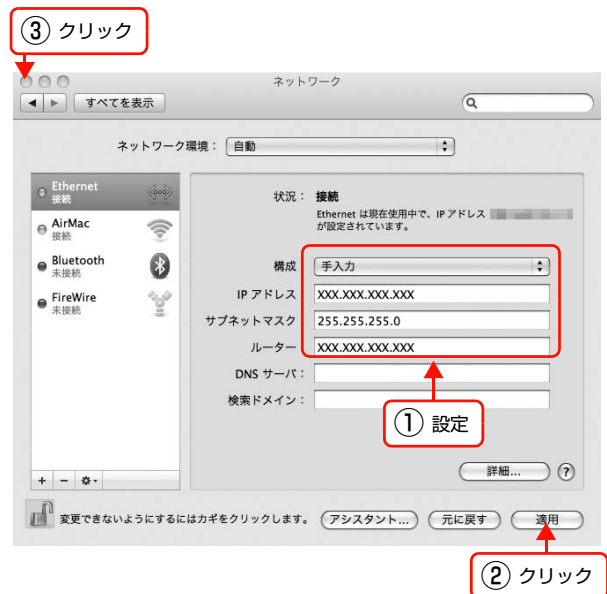 ③ クリック
ネットワーク
すべてを表示
ネットワーク環境： 自動
Ethernet
接続
AirMac
接続
Bluetooth
未接続
FireWire
未接続
状況： 接続
Ethernet は現在使用中で、IP アドレス
が設定されています。
構成 手入力
IP アドレス XXX.XXX.XXX.XXX
サブネットマスク 255.255.255.0
ルーター XXX.XXX.XXX.XXX
DNS サーバ：
検索ドメイン：
① 設定
詳細... ?
+ −
変更できないようにするにはカギをクリックします。 アシスタント... 元に戻す 適用
② クリック